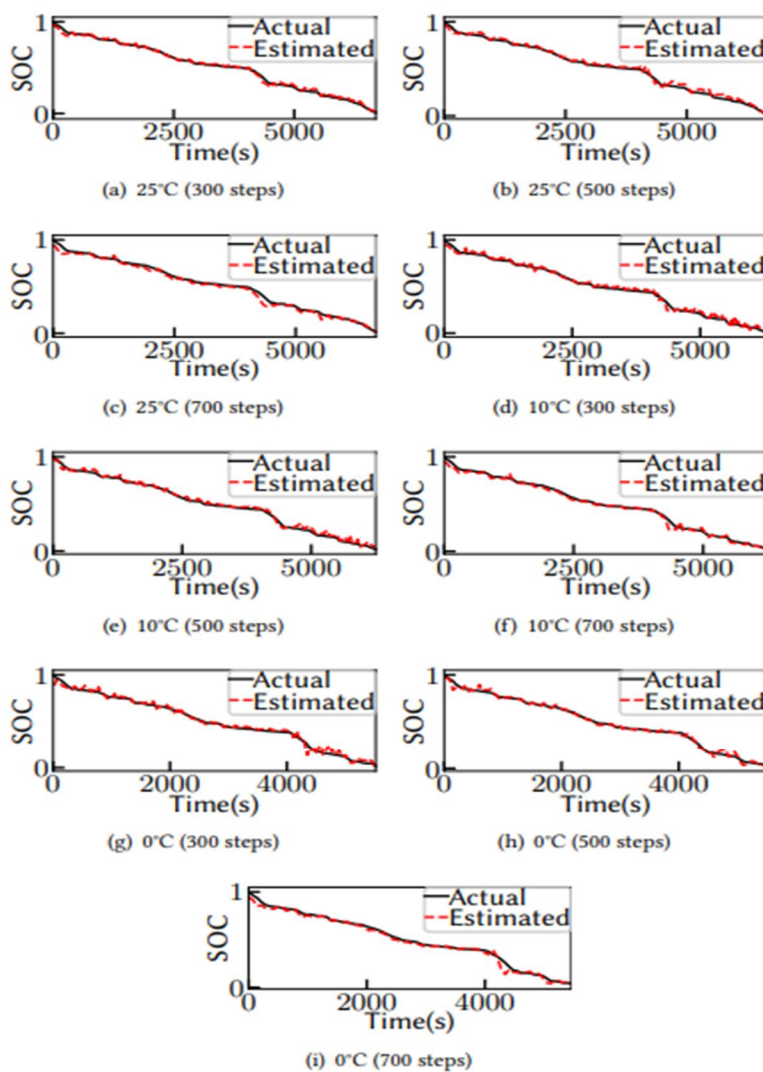 1
SOC
0
Actual
Estimated
0 2500 5000
Time(s)
(a) 25°C (300 steps)
1
SOC
0
Actual
Estimated
0 2500 5000
Time(s)
(b) 25°C (500 steps)
1
SOC
0
Actual
Estimated
0 2500 5000
Time(s)
(c) 25°C (700 steps)
1
SOC
0
Actual
Estimated
0 2500 5000
Time(s)
(d) 10°C (300 steps)
1
SOC
0
Actual
Estimated
0 2500 5000
Time(s)
(e) 10°C (500 steps)
1
SOC
0
Actual
Estimated
0 2500 5000
Time(s)
(f) 10°C (700 steps)
1
SOC
0
Actual
Estimated
0 2000 4000
Time(s)
(g) 0°C (300 steps)
1
SOC
0
Actual
Estimated
0 2000 4000
Time(s)
(h) 0°C (500 steps)
1
SOC
0
Actual
Estimated
0 2000 4000
Time(s)
(i) 0°C (700 steps)